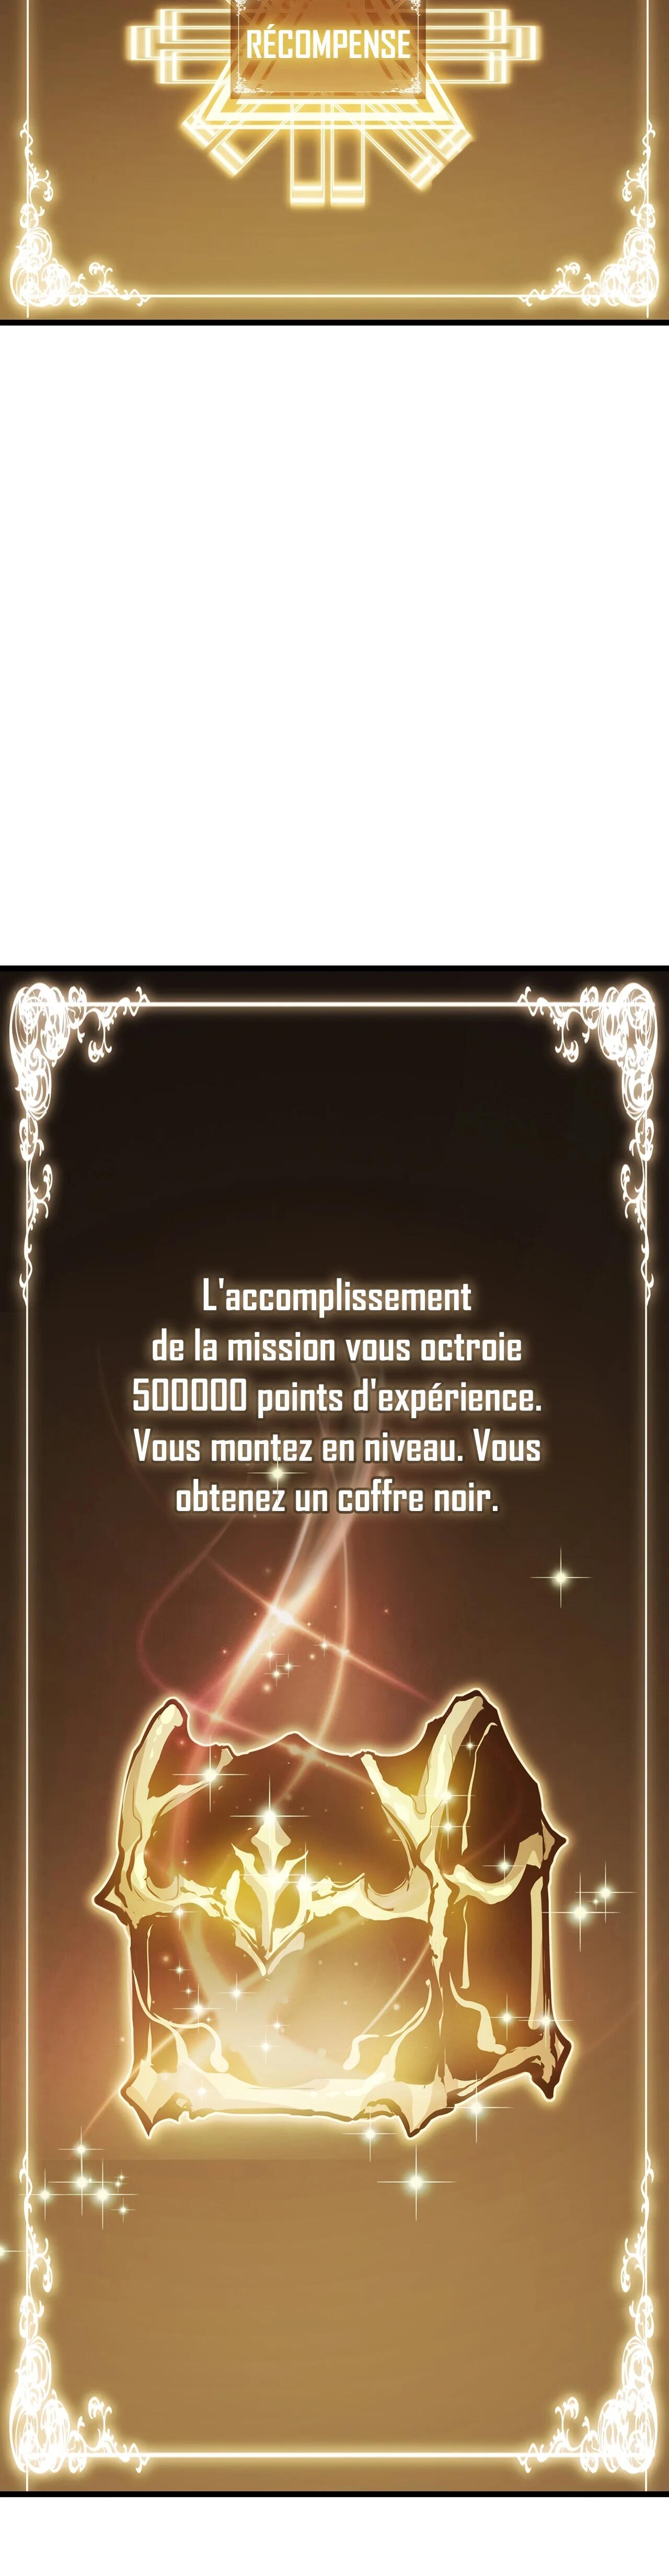 RÉCOMPENSE
L'accomplissement
de la mission vous octroie
500000 points d'expérience.
Vous montez en niveau. Vous
obtenez un coffre noir.